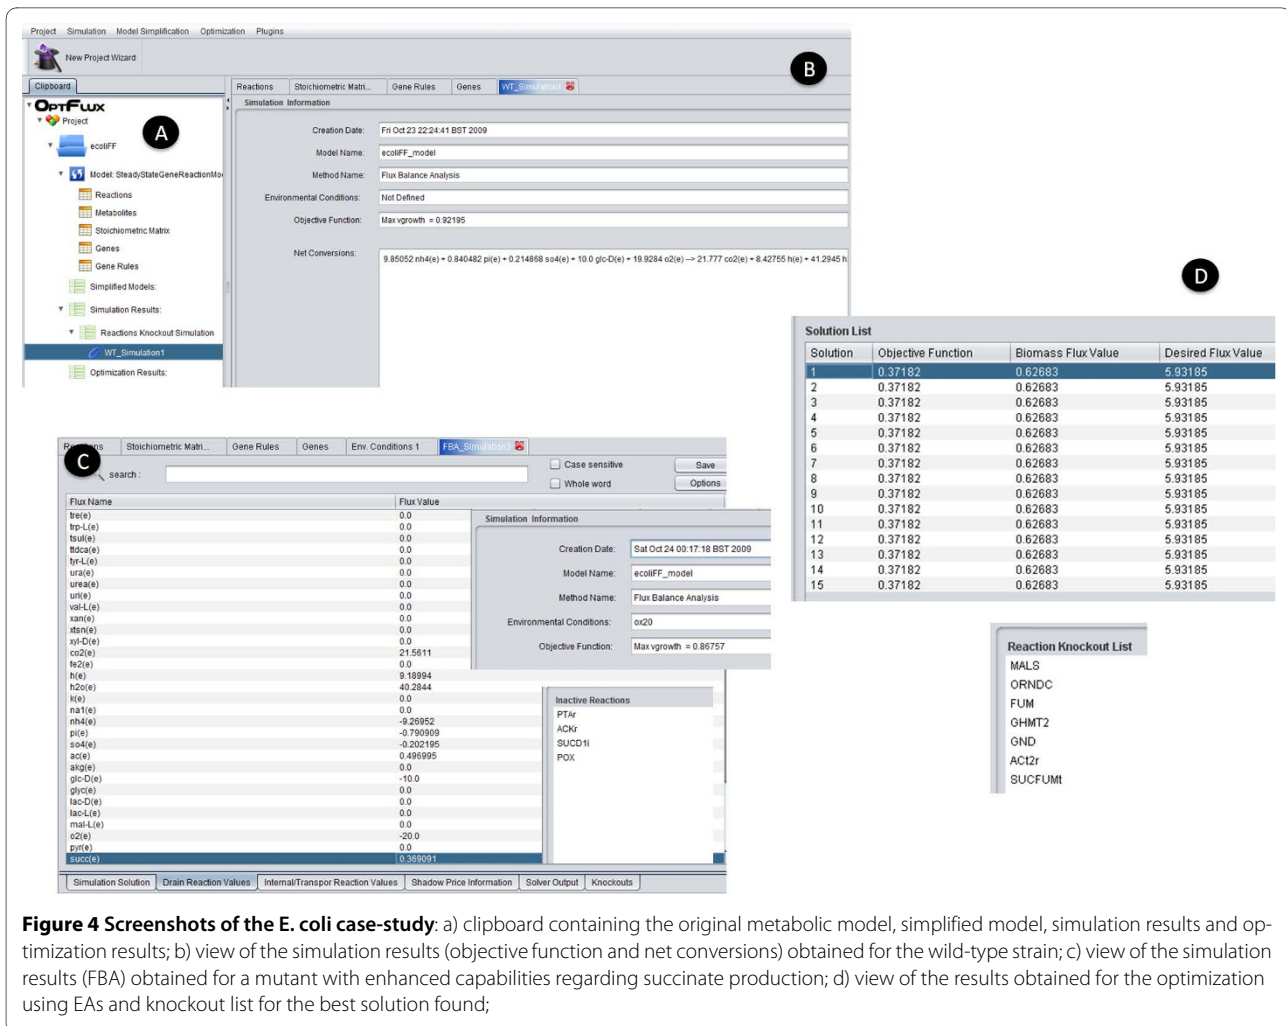 Project Simulation Model Simplification Optimization Plugins
New Project Wizard
Clipboard
OPTFLUX
Project
A
ecoliFF
Model: SteadyStateGeneReactionMo
Reactions
Metabolites
Stoichiometric Matrix
Genes
Gene Rules
Simplified Models:
Simulation Results:
Reactions Knockout Simulation
WT_Simulation1
Optimization Results:
B
Reactions Stoichiometric Matri... Gene Rules Genes WT_Simulation1
Simulation Information
Creation Date: Fri Oct 23 22:24:41 BST 2009
Model Name: ecoliFF_model
Method Name: Flux Balance Analysis
Environmental Conditions: Not Defined
Objective Function: Max vgrowth = 0.92195
Net Conversions: 9.85052 nh4(e) + 0.840482 pi(e) + 0.214868 so4(e) + 10.0 glc-D(e) + 19.9284 o2(e) --> 21.777 co2(e) + 8.42755 h(e) + 41.2945 h
D
Solution List
Solution Objective Function Biomass Flux Value Desired Flux Value
1 0.37182 0.62683 5.93185
2 0.37182 0.62683 5.93185
3 0.37182 0.62683 5.93185
4 0.37182 0.62683 5.93185
5 0.37182 0.62683 5.93185
6 0.37182 0.62683 5.93185
7 0.37182 0.62683 5.93185
8 0.37182 0.62683 5.93185
9 0.37182 0.62683 5.93185
10 0.37182 0.62683 5.93185
11 0.37182 0.62683 5.93185
12 0.37182 0.62683 5.93185
13 0.37182 0.62683 5.93185
14 0.37182 0.62683 5.93185
15 0.37182 0.62683 5.93185
Reaction Knockout List
MALS
ORNDC
FUM
GHMT2
GND
ACt2r
SUCFUMt
C
Stoichiometric Matri... Gene Rules Genes Env. Conditions 1
search :
Case sensitive Save
Whole word Options
Flux Name Flux Value
tre(e) 0.0
trp-L(e) 0.0
tsul(e) 0.0
ttdca(e) 0.0
tyr-L(e) 0.0
ura(e) 0.0
urea(e) 0.0
uri(e) 0.0
val-L(e) 0.0
xan(e) 0.0
xtsn(e) 0.0
xyl-D(e) 0.0
co2(e) 21.5611
fe2(e) 0.0
h(e) 9.18994
h2o(e) 40.2844
k(e) 0.0
na1(e) 0.0
nh4(e) -9.26952
pi(e) -0.790909
so4(e) -0.202195
ac(e) 0.496995
akg(e) 0.0
glc-D(e) -10.0
glyc(e) 0.0
lac-D(e) 0.0
lac-L(e) 0.0
mal-L(e) 0.0
o2(e) -20.0
pyr(e) 0.0
succ(e) 0.369091
Simulation Information
Creation Date: Sat Oct 24 00:17:18 BST 2009
Model Name: ecoliFF_model
Method Name: Flux Balance Analysis
Environmental Conditions: ox20
Objective Function: Max vgrowth = 0.86757
Inactive Reactions
PTAr
ACKr
SUCD1i
POX
Simulation Solution Drain Reaction Values Internal/Transpor Reaction Values Shadow Price Information Solver Output Knockouts
Figure 4 Screenshots of the E. coli case-study: a) clipboard containing the original metabolic model, simplified model, simulation results and op-
timization results; b) view of the simulation results (objective function and net conversions) obtained for the wild-type strain; c) view of the simulation
results (FBA) obtained for a mutant with enhanced capabilities regarding succinate production; d) view of the results obtained for the optimization
using EAs and knockout list for the best solution found;